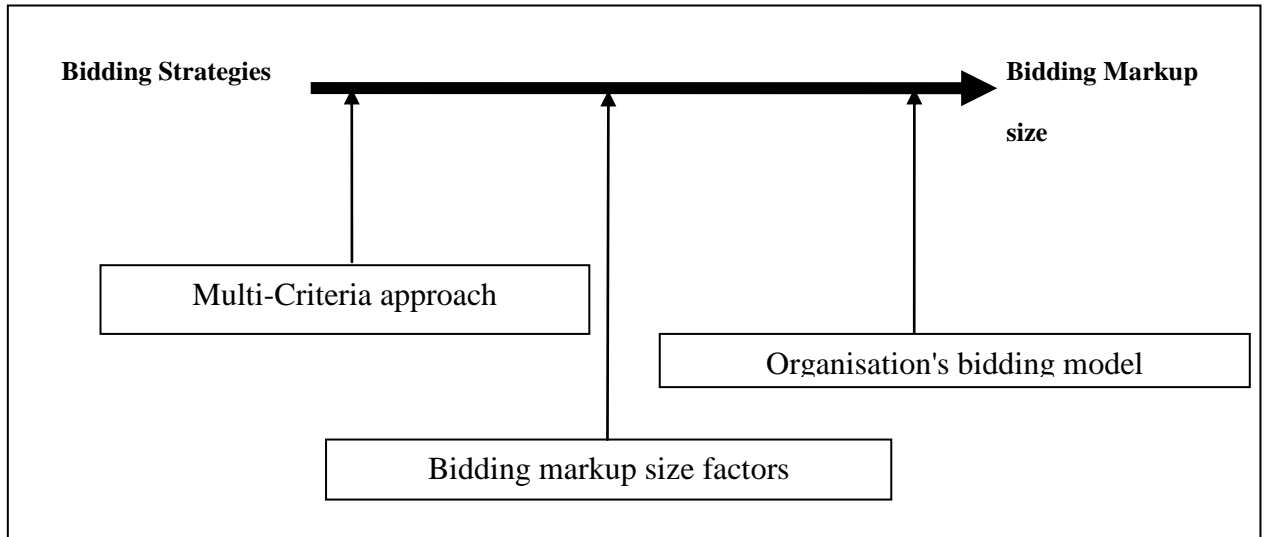 Bidding Strategies
Bidding Markup
size
Multi-Criteria approach
Organisation's bidding model
Bidding markup size factors